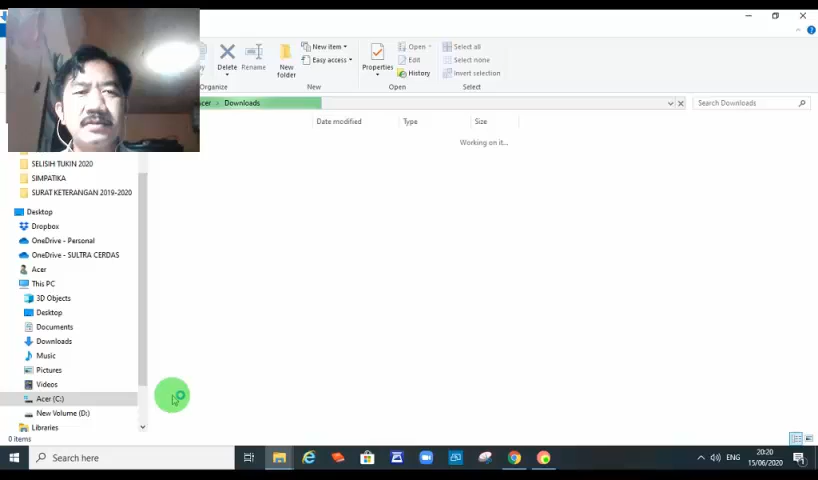 Delete
Rename
New folder
New item
Easy access
New
Properties
Open
Edit
History
Open
Select all
Select none
Invert selection
Select
Organize
Downloads
Search Downloads
Date modified
Type
Size
Working on it...
SELISIH TUKIN 2020
SIMPATIKA
SURAT KETERANGAN 2019-2020
Desktop
Dropbox
OneDrive - Personal
OneDrive - SULTRA CERDAS
Acer
This PC
3D Objects
Desktop
Documents
Downloads
Music
Pictures
Videos
Acer (C:)
New Volume (D:)
Libraries
0 items
Search here
ENG
20:20
15/06/2020